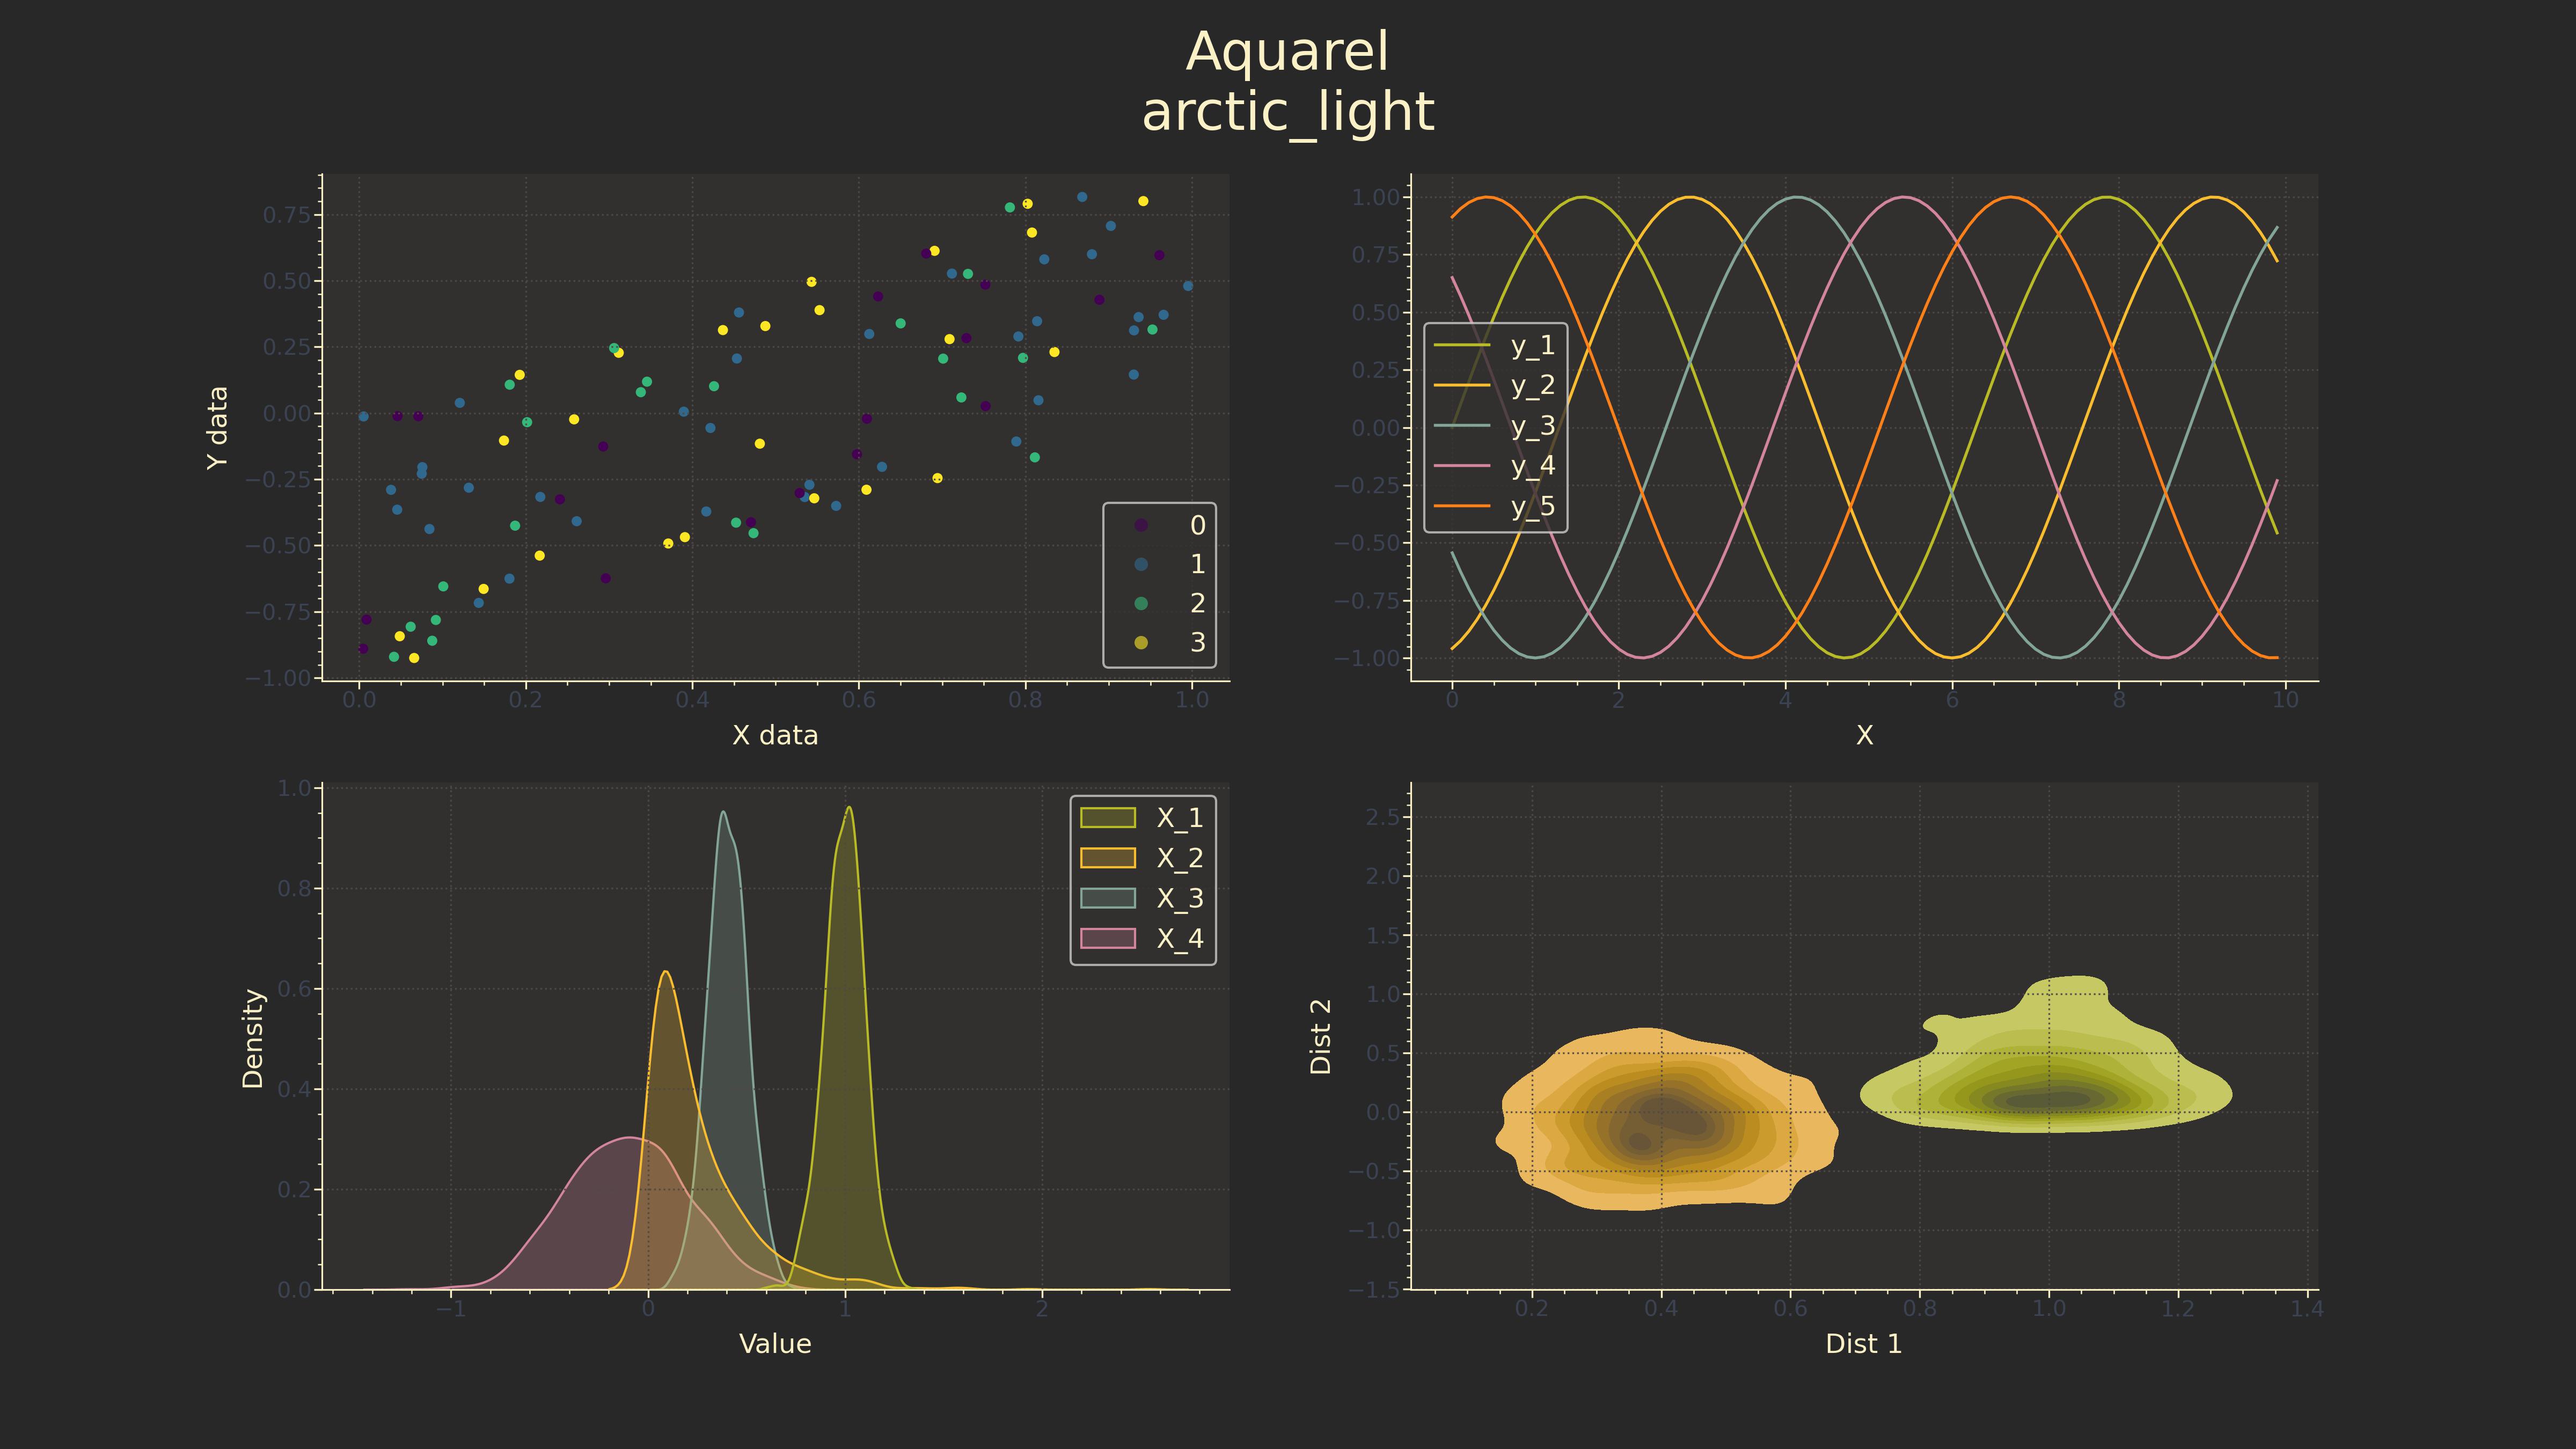 Aquarel
arctic_light
0.75
0.50
0.25
0.00
−0.25
−0.50
−0.75
−1.00
Y data
0.0 0.2 0.4 0.6 0.8 1.0
X data
0
1
2
3
1.00
0.75
0.50
0.25
0.00
−0.25
−0.50
−0.75
−1.00
y_1
y_2
y_3
y_4
y_5
0 2 4 6 8 10
X
1.0
0.8
0.6
0.4
0.2
0.0
Density
X_1
X_2
X_3
X_4
−1 0 1 2
Value
2.5
2.0
1.5
1.0
0.5
0.0
−0.5
−1.0
−1.5
Dist 2
0.2 0.4 0.6 0.8 1.0 1.2 1.4
Dist 1